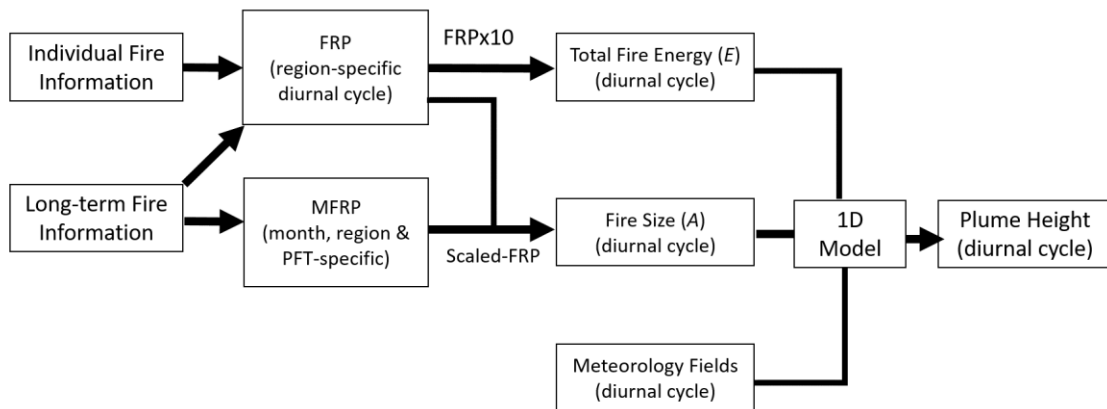 Individual Fire
Information
FRP
(region-specific
diurnal cycle)
FRPx10
Total Fire Energy (E)
(diurnal cycle)
Long-term Fire
Information
MFRP
(month, region &
PFT-specific)
Scaled-FRP
Fire Size (A)
(diurnal cycle)
1D
Model
Plume Height
(diurnal cycle)
Meteorology Fields
(diurnal cycle)